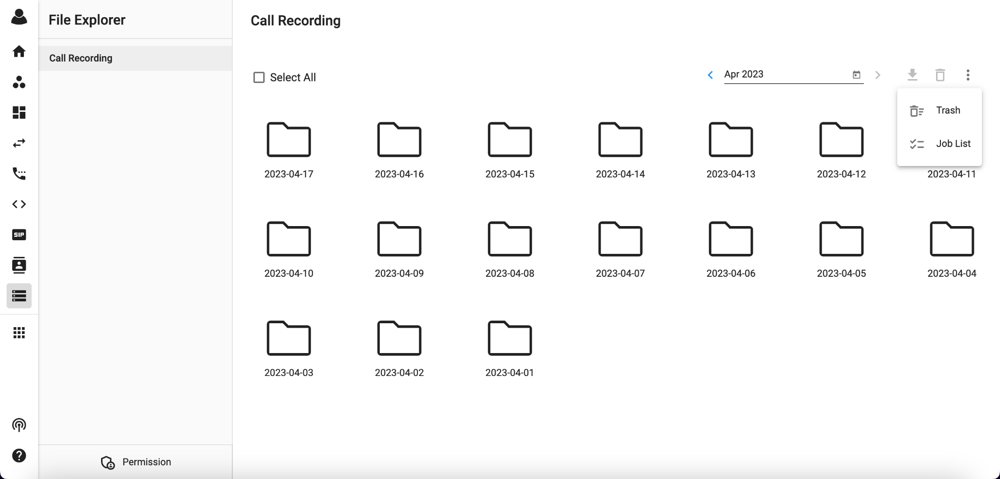 File Explorer
Call Recording
Call Recording
Select All
Apr 2023
Trash
Job List
2023-04-17
2023-04-16
2023-04-15
2023-04-14
2023-04-13
2023-04-12
2023-04-11
2023-04-10
2023-04-09
2023-04-08
2023-04-07
2023-04-06
2023-04-05
2023-04-04
2023-04-03
2023-04-02
2023-04-01
SIP
Permission